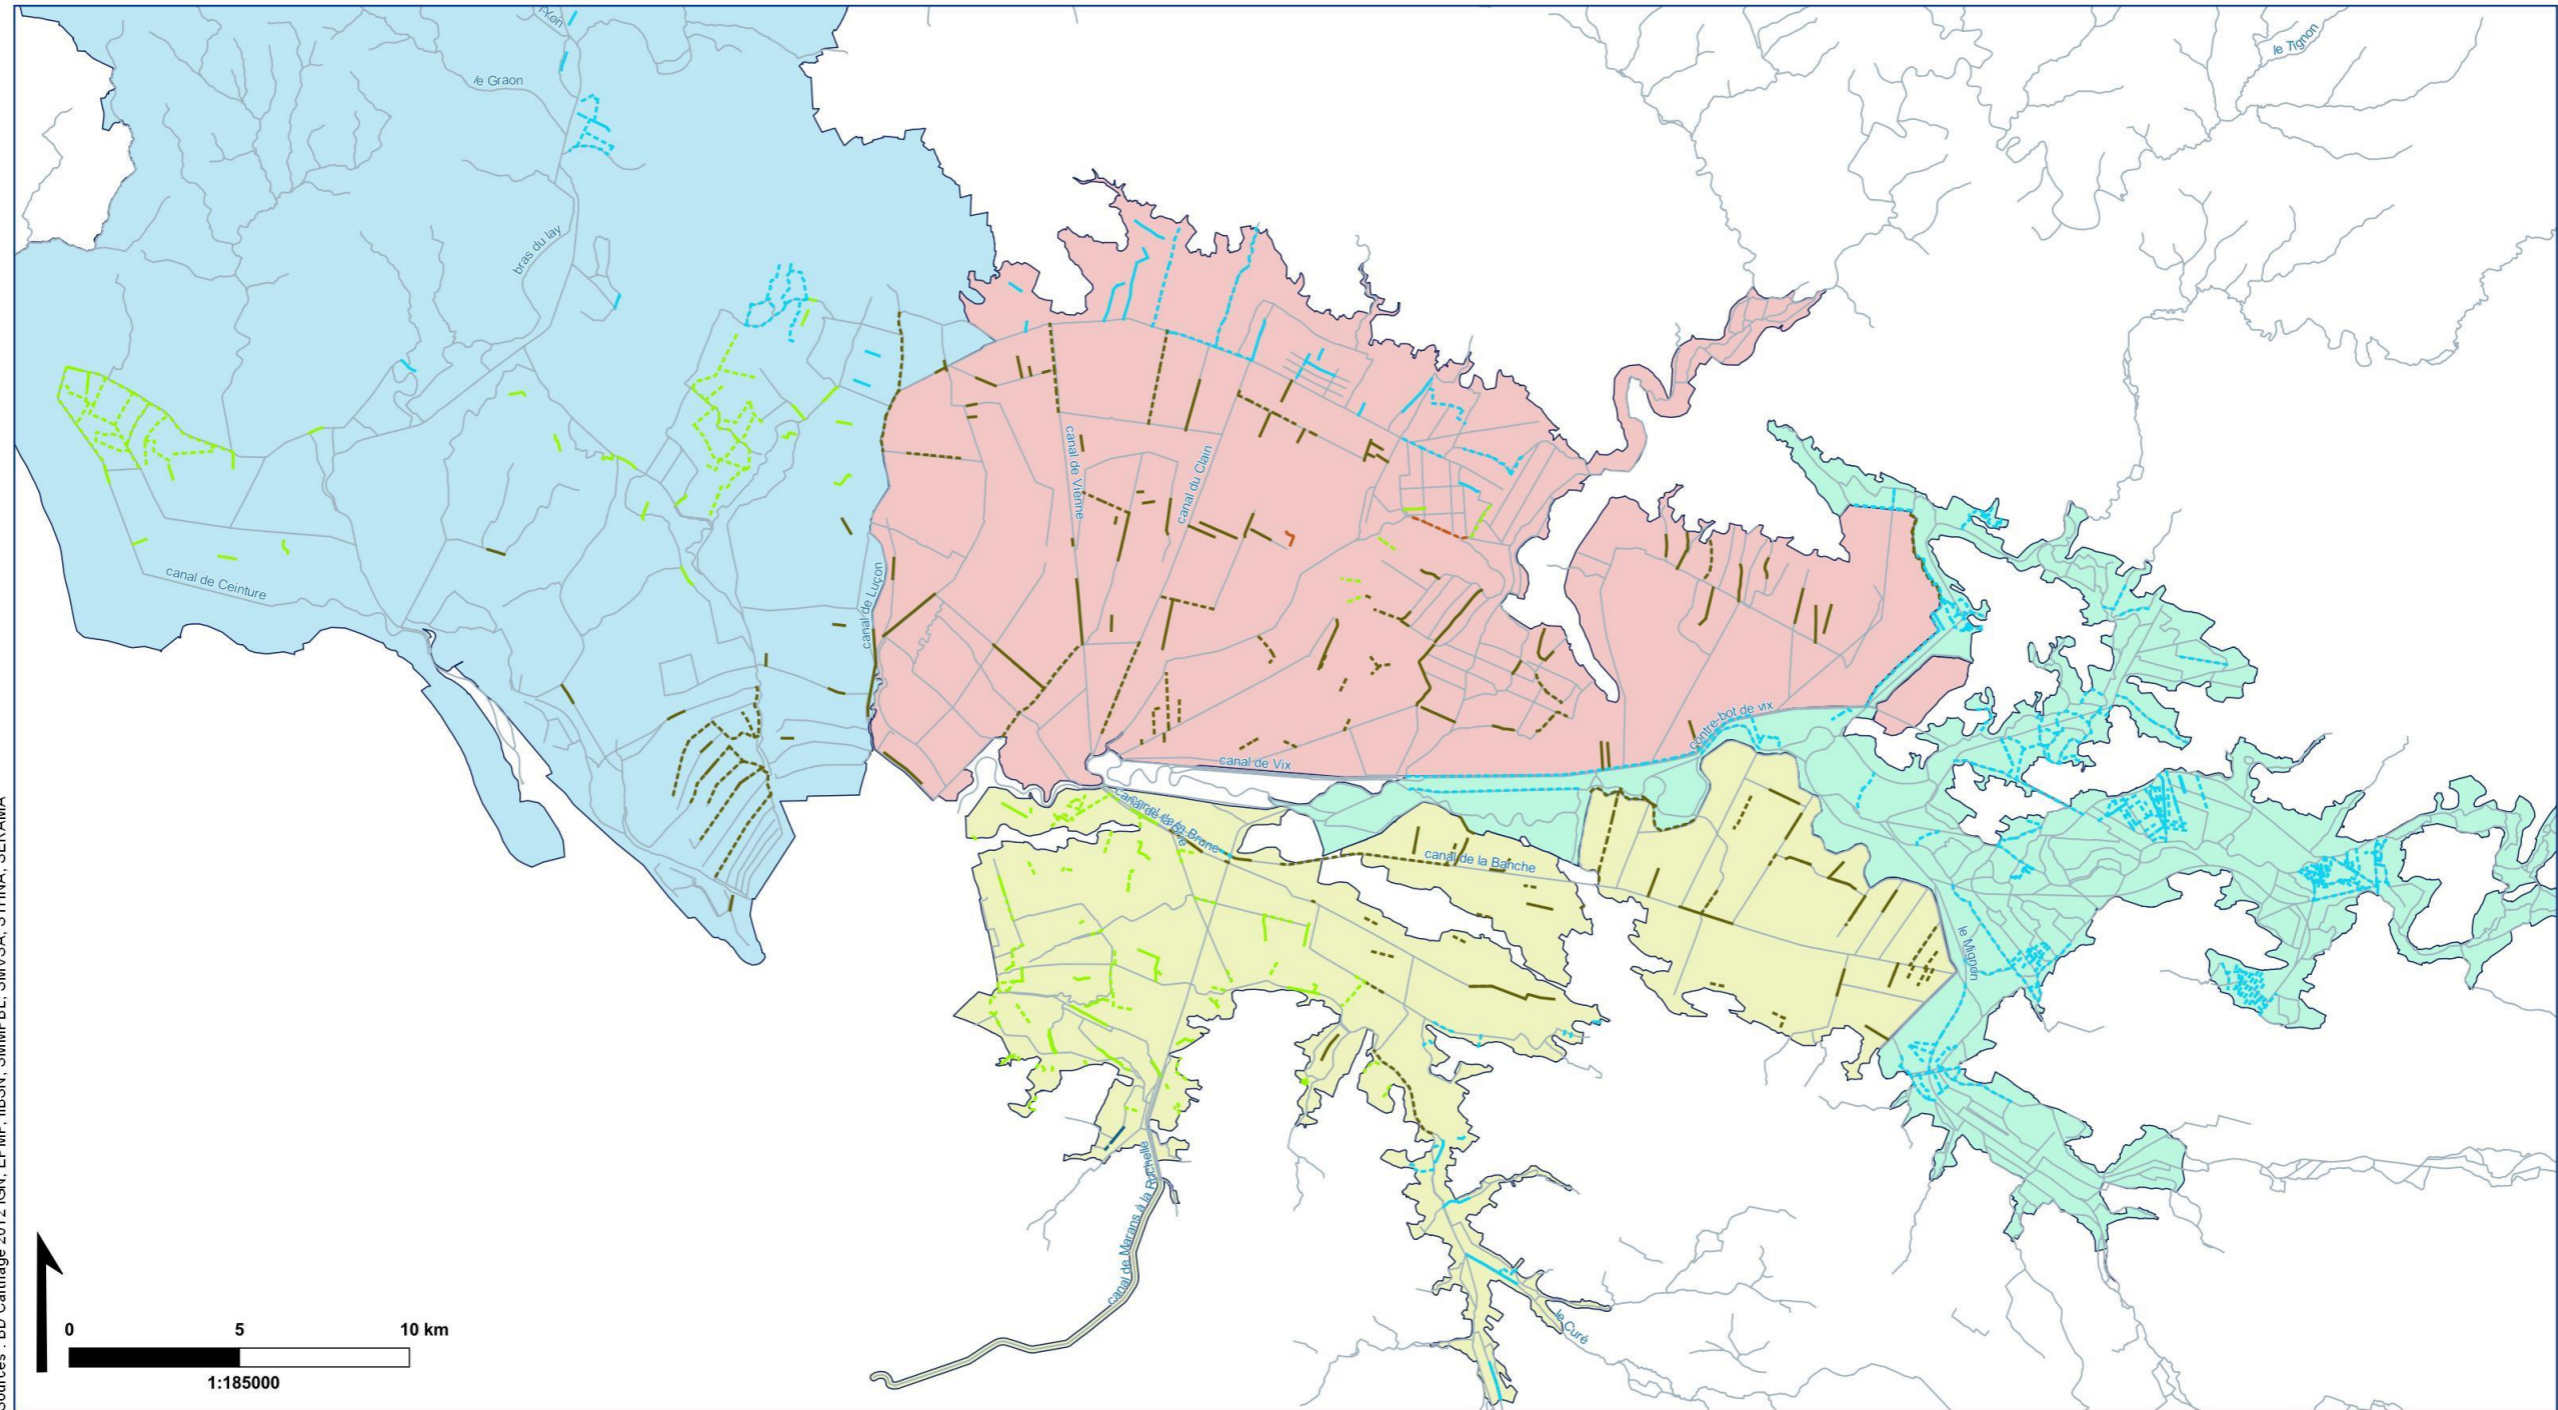 l'Yon
le Graon
le Tignon
bras du lay
canal de Vienne
canal du Clain
canal de Ceinture
canal de Luçon
contre-bot de vix
canal de Vix
canal de la Banche
le Mignon
canal de Marans à la Rochelle
le Curé
0 5 10 km
1:185000